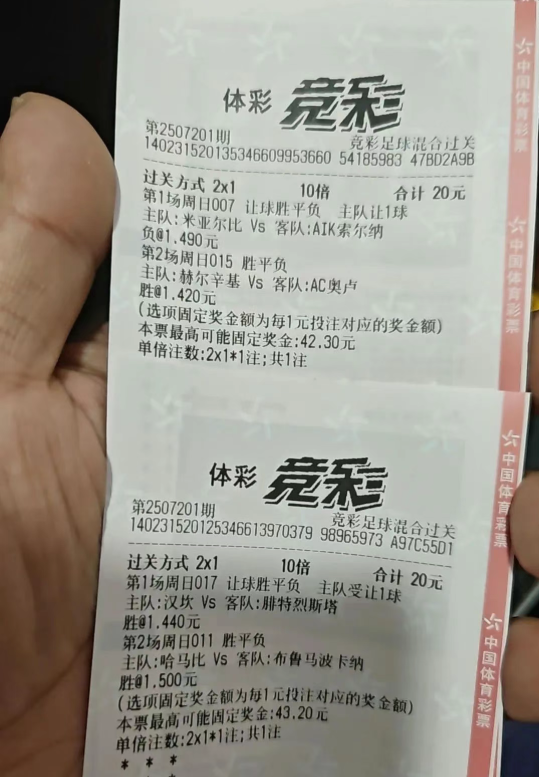 体彩 竞彩
第2507201期 竞彩足球混合过关
140231520135346609953660 54185983 47BD2A9B
过关方式 2x1 10倍 合计 20元
第1场周日007 让球胜平负 主队让1球
主队:米亚尔比 Vs 客队:AIK索尔纳
负@1.490元
第2场周日015 胜平负
主队:赫尔辛基 Vs 客队:AC奥卢
胜@1.420元
(选项固定奖金额为每1元投注对应的奖金额)
本票最高可能固定奖金:42.30元
单倍注数:2x1*1注;共1注
中国体育彩票
中国体育彩票
体彩 竞彩
第2507201期 竞彩足球混合过关
140231520125346613970379 98965973 A97C55D1
过关方式 2x1 10倍 合计 20元
第1场周日017 让球胜平负 主队受让1球
主队:汉坎 Vs 客队:腓特烈斯塔
胜@1.440元
第2场周日011 胜平负
主队:哈马比 Vs 客队:布鲁马波卡纳
胜@1.500元
(选项固定奖金额为每1元投注对应的奖金额)
本票最高可能固定奖金:43.20元
单倍注数:2x1*1注;共1注
* * *
中国体育彩票
中国体育彩票